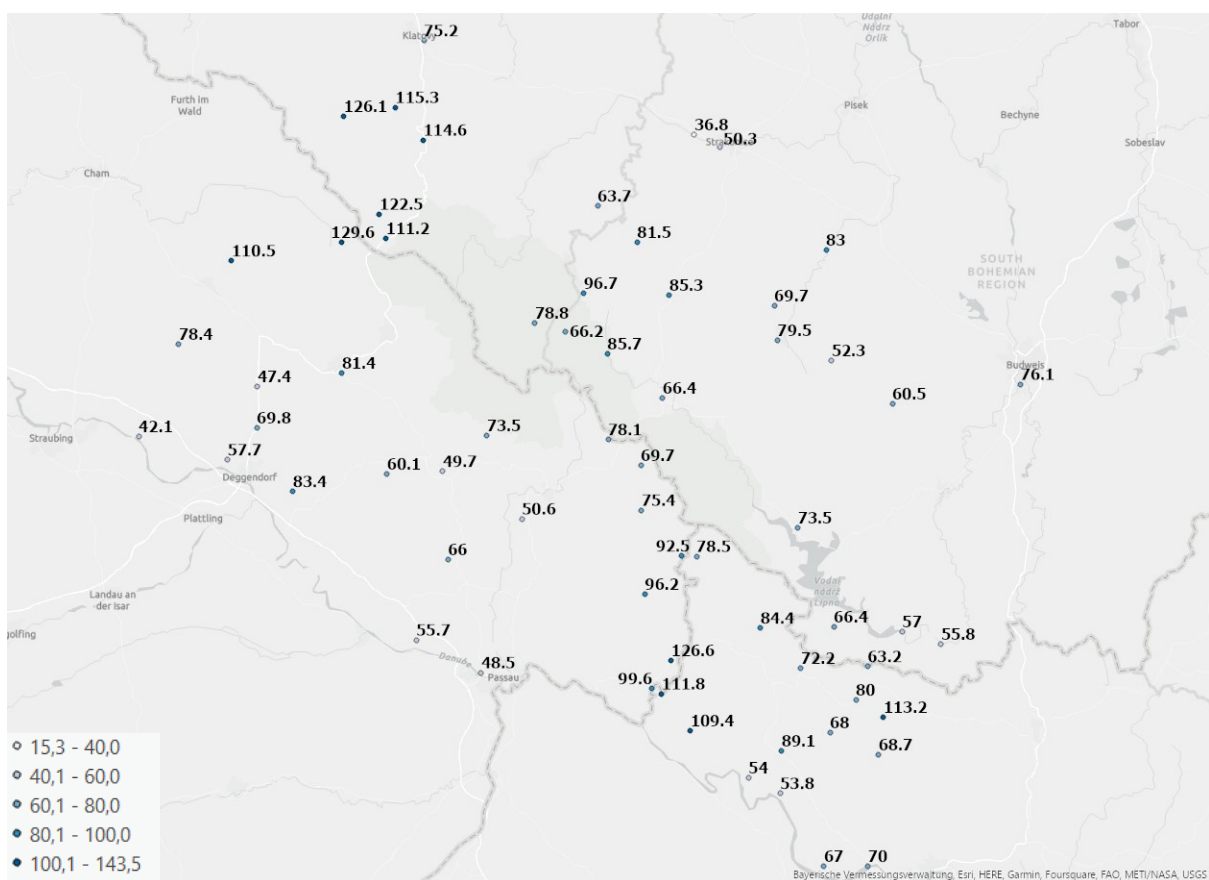 75.2
Klatovy
Udalni
Nádrz
Orlík
Tabor
Furth im
Wald
126.1
115.3
114.6
Pisek
Bechyne
36.8
50.3
Sobeslav
Cham
63.7
122.5
129.6
111.2
110.5
81.5
83
SOUTH
BOHEMIAN
REGION
96.7
85.3
69.7
78.8
66.2
78.4
79.5
85.7
52.3
81.4
Budweis
76.1
47.4
66.4
60.5
42.1
69.8
73.5
78.1
Straubing
57.7
60.1
49.7
69.7
Deggendorf
83.4
Plattling
50.6
75.4
73.5
66
92.5
78.5
Vodni
nádrz
Lipno
Landau an
der Isar
96.2
golfing
84.4
66.4
57
55.8
55.7
Danube
48.5
Passau
126.6
72.2
63.2
99.6
111.8
80
113.2
109.4
68
89.1
68.7
54
53.8
67
70
15,3 - 40,0
40,1 - 60,0
60,1 - 80,0
80,1 - 100,0
100,1 - 143,5
Bayerische Vermessungsverwaltung, Esri, HERE, Garmin, Foursquare, FAO, METI/NASA, USGS